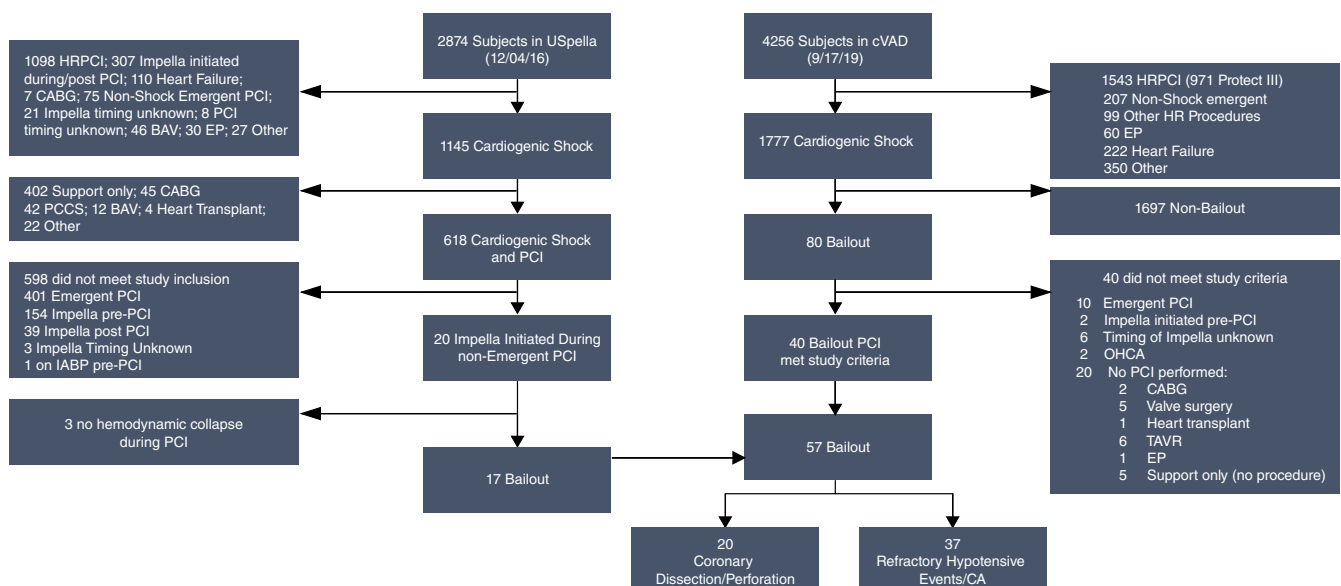 2874 Subjects in USpella
(12/04/16)
1098 HRPCI; 307 Impella initiated
during/post PCI; 110 Heart Failure;
7 CABG; 75 Non-Shock Emergent PCI;
21 Impella timing unknown; 8 PCI
timing unknown; 46 BAV; 30 EP; 27 Other
1145 Cardiogenic Shock
402 Support only; 45 CABG
42 PCCS; 12 BAV; 4 Heart Transplant;
22 Other
618 Cardiogenic Shock
and PCI
598 did not meet study inclusion
401 Emergent PCI
154 Impella pre-PCI
39 Impella post PCI
3 Impella Timing Unknown
1 on IABP pre-PCI
20 Impella Initiated During
non-Emergent PCI
3 no hemodynamic collapse
during PCI
17 Bailout
4256 Subjects in cVAD
(9/17/19)
1543 HRPCI (971 Protect III)
207 Non-Shock emergent
99 Other HR Procedures
60 EP
222 Heart Failure
350 Other
1777 Cardiogenic Shock
1697 Non-Bailout
80 Bailout
40 did not meet study criteria
10 Emergent PCI
2 Impella initiated pre-PCI
6 Timing of Impella unknown
2 OHCA
20 No PCI performed:
2 CABG
5 Valve surgery
1 Heart transplant
6 TAVR
1 EP
5 Support only (no procedure)
40 Bailout PCI
met study criteria
57 Bailout
20
Coronary
Dissection/Perforation
37
Refractory Hypotensive
Events/CA